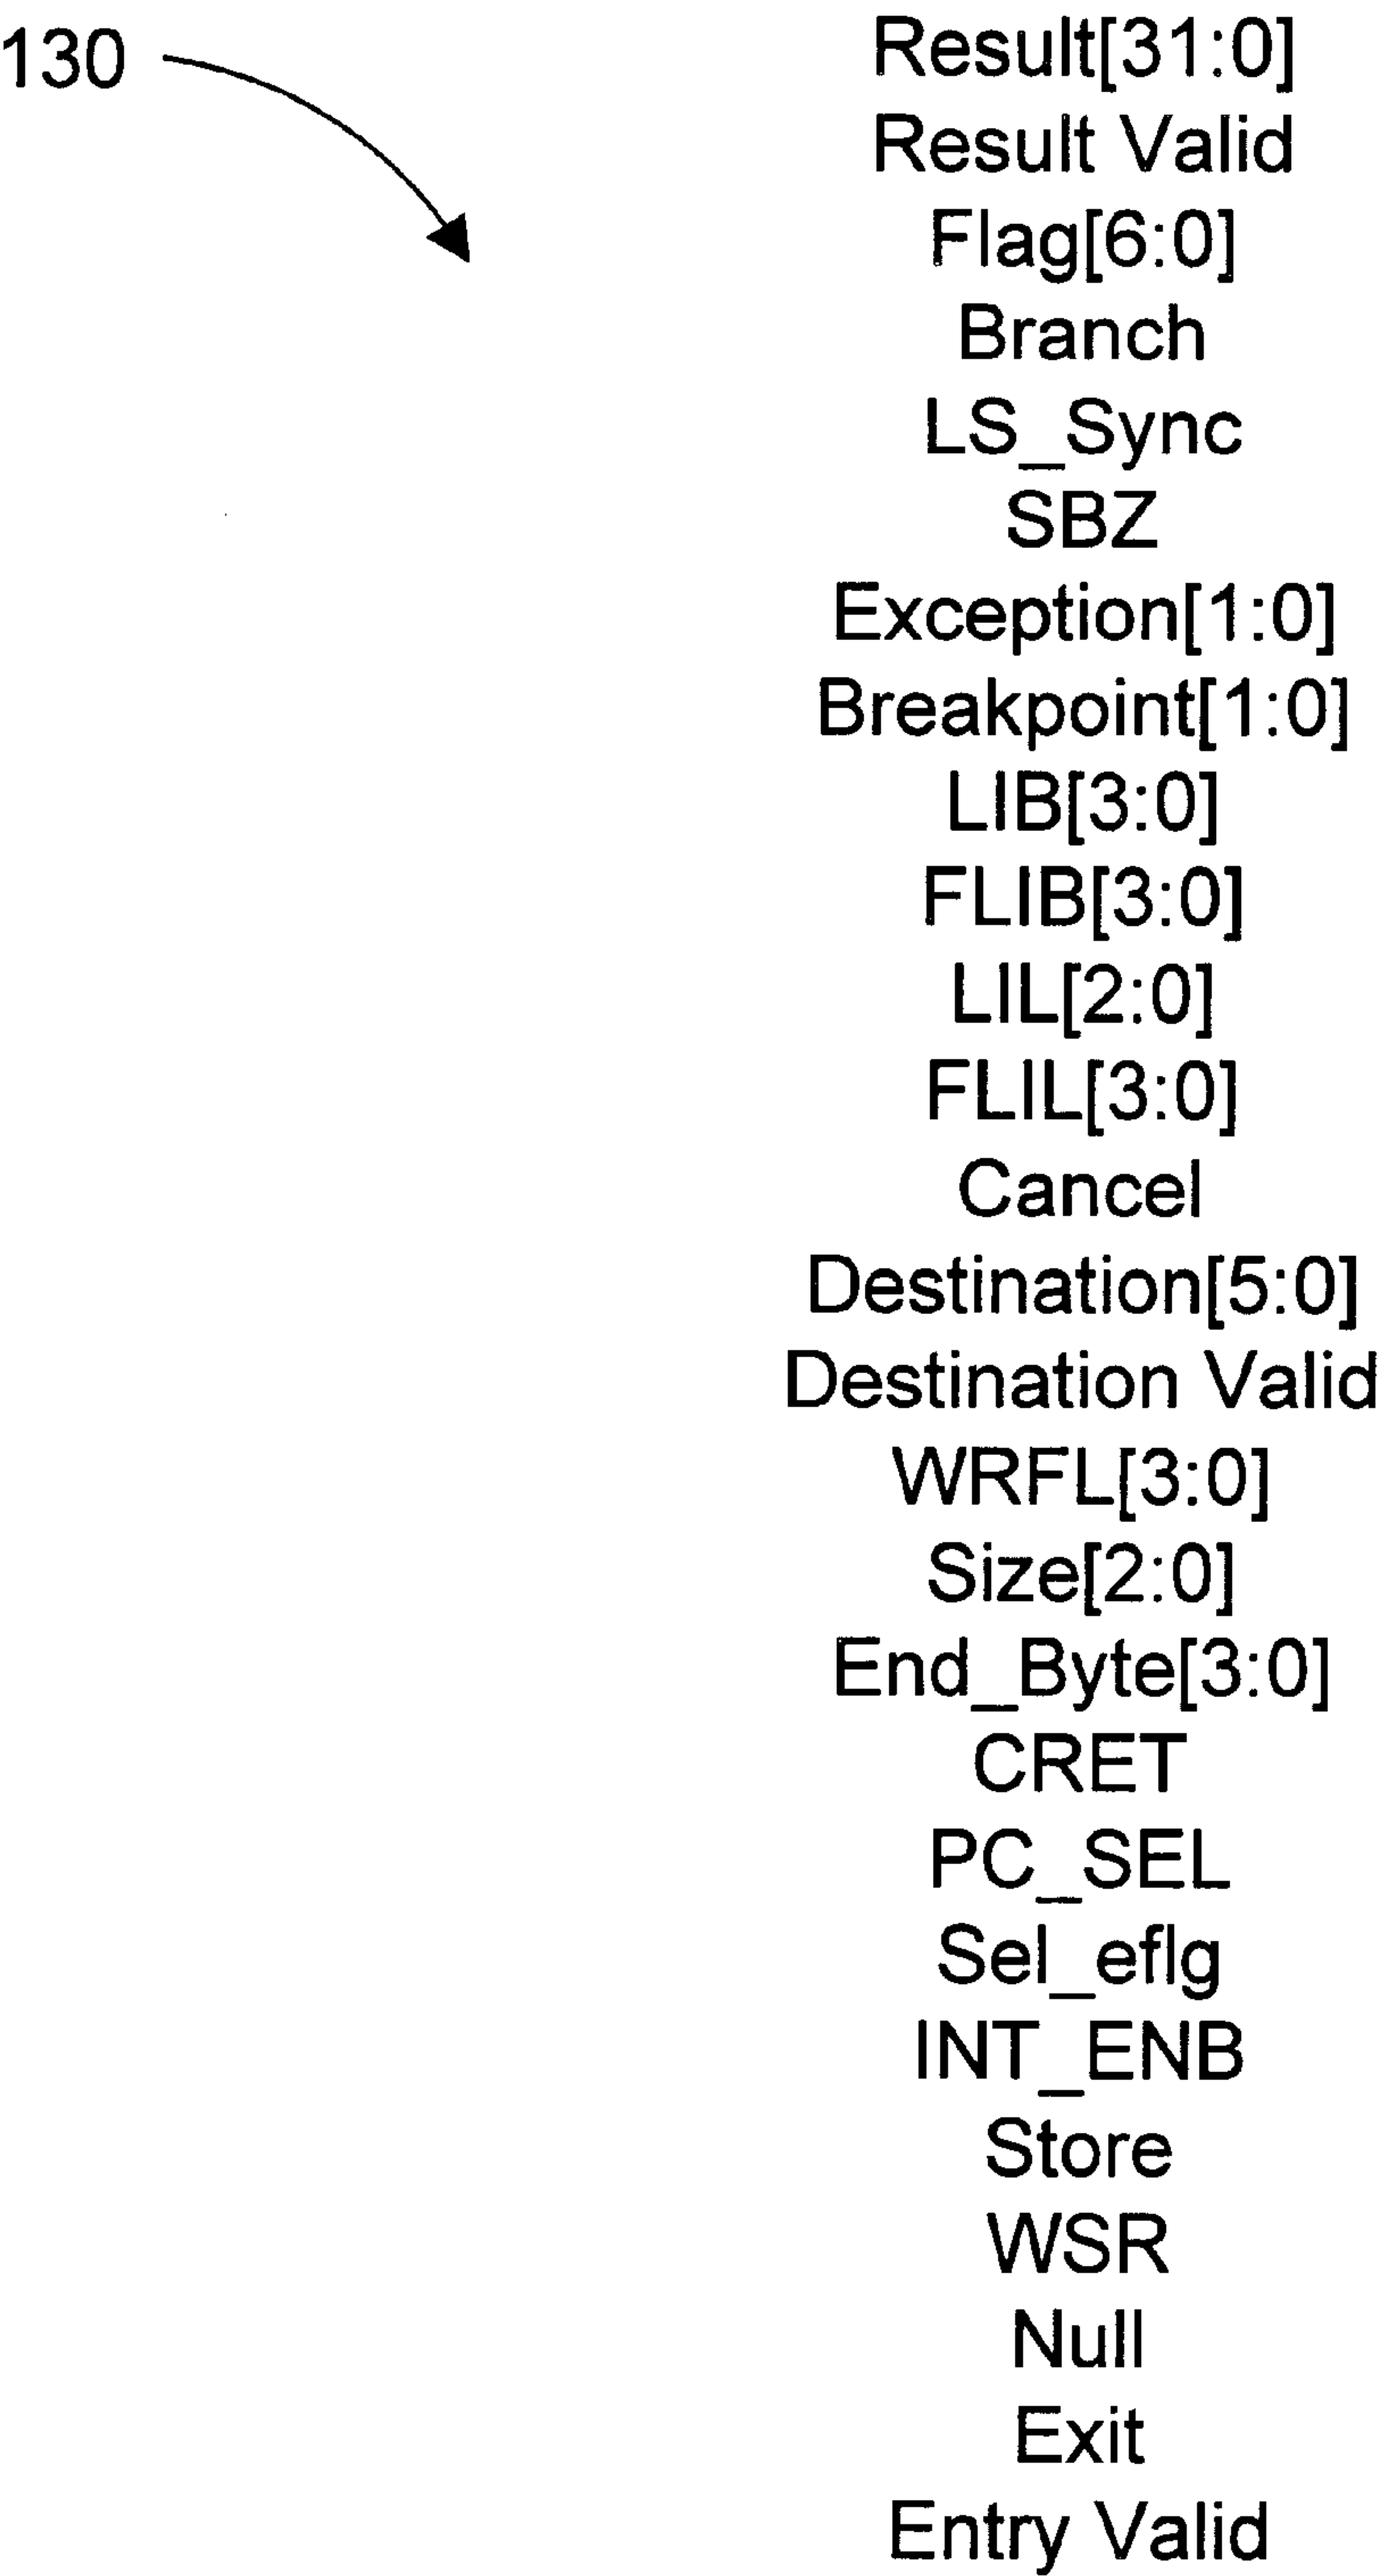 130
Result[31:0]
Result Valid
Flag[6:0]
Branch
LS_Sync
SBZ
Exception[1:0]
Breakpoint[1:0]
LIB[3:0]
FLIB[3:0]
LIL[2:0]
FLIL[3:0]
Cancel
Destination[5:0]
Destination Valid
WRFL[3:0]
Size[2:0]
End_Byte[3:0]
CRET
PC_SEL
Sel_eflg
INT_ENB
Store
WSR
Null
Exit
Entry Valid